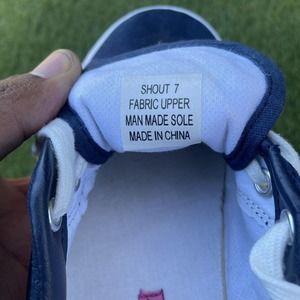 SHOUT 7
FABRIC UPPER
MAN MADE SOLE
MADE IN CHINA